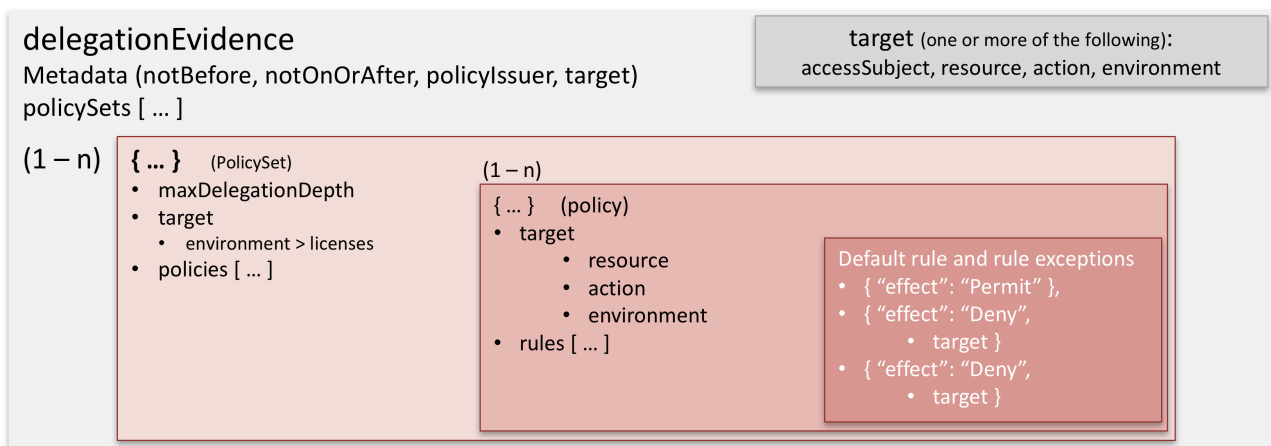 delegationEvidence
Metadata (notBefore, notOnOrAfter, policyIssuer, target)
policySets [ ... ]
target (one or more of the following):
accessSubject, resource, action, environment
(1 – n)
{ ... } (PolicySet)
• maxDelegationDepth
• target
• environment > licenses
• policies [ ... ]
(1 – n)
{ ... } (policy)
• target
• resource
• action
• environment
• rules [ ... ]
Default rule and rule exceptions
• { “effect”: “Permit” },
• { “effect”: “Deny”,
• target }
• { “effect”: “Deny”,
• target }